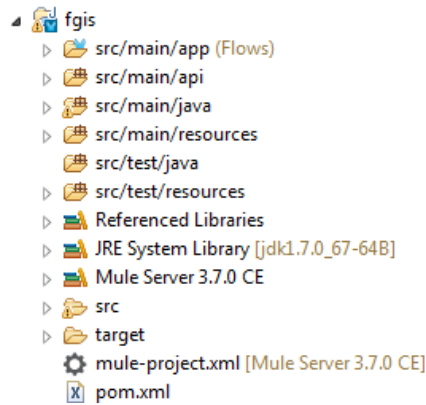 fgis
src/main/app (Flows)
src/main/api
src/main/java
src/main/resources
src/test/java
src/test/resources
Referenced Libraries
JRE System Library [jdk1.7.0_67-64B]
Mule Server 3.7.0 CE
src
target
mule-project.xml [Mule Server 3.7.0 CE]
pom.xml